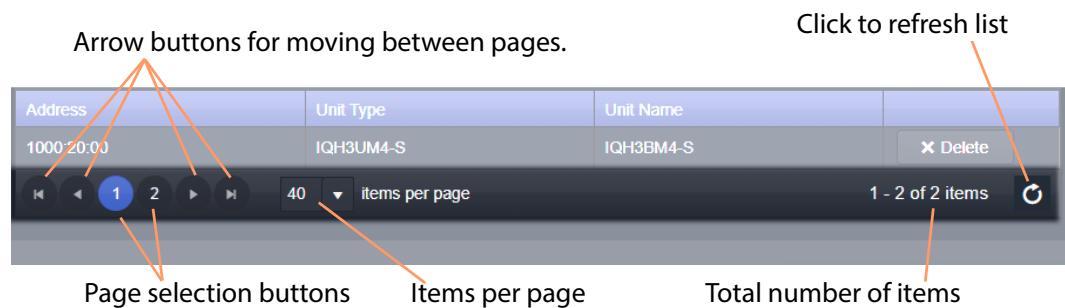 Click to refresh list
Arrow buttons for moving between pages.
Address Unit Type Unit Name
1000:20:00 IQH3UM4-S IQH3BM4-S × Delete
1 2 40 items per page 1 - 2 of 2 items
Page selection buttons Items per page Total number of items